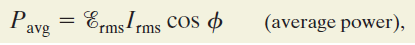 P_avg = ℰ_rms I_rms cos ϕ (average power),